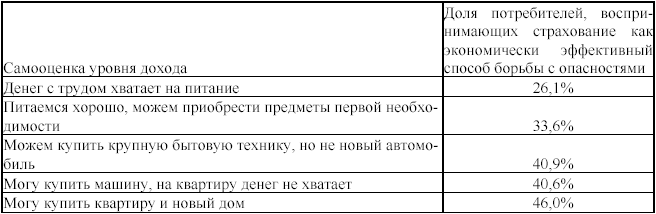 Самооценка уровня дохода
Доля потребителей, воспри-
нимающих страхование как
экономически эффективный
способ борьбы с опасностями
Денег с трудом хватает на питание 26,1%
Питаемся хорошо, можем приобрести предметы первой необхо-
димости 33,6%
Можем купить крупную бытовую технику, но не новый автомо-
биль 40,9%
Могу купить машину, на квартиру денег не хватает 40,6%
Могу купить квартиру и новый дом 46,0%